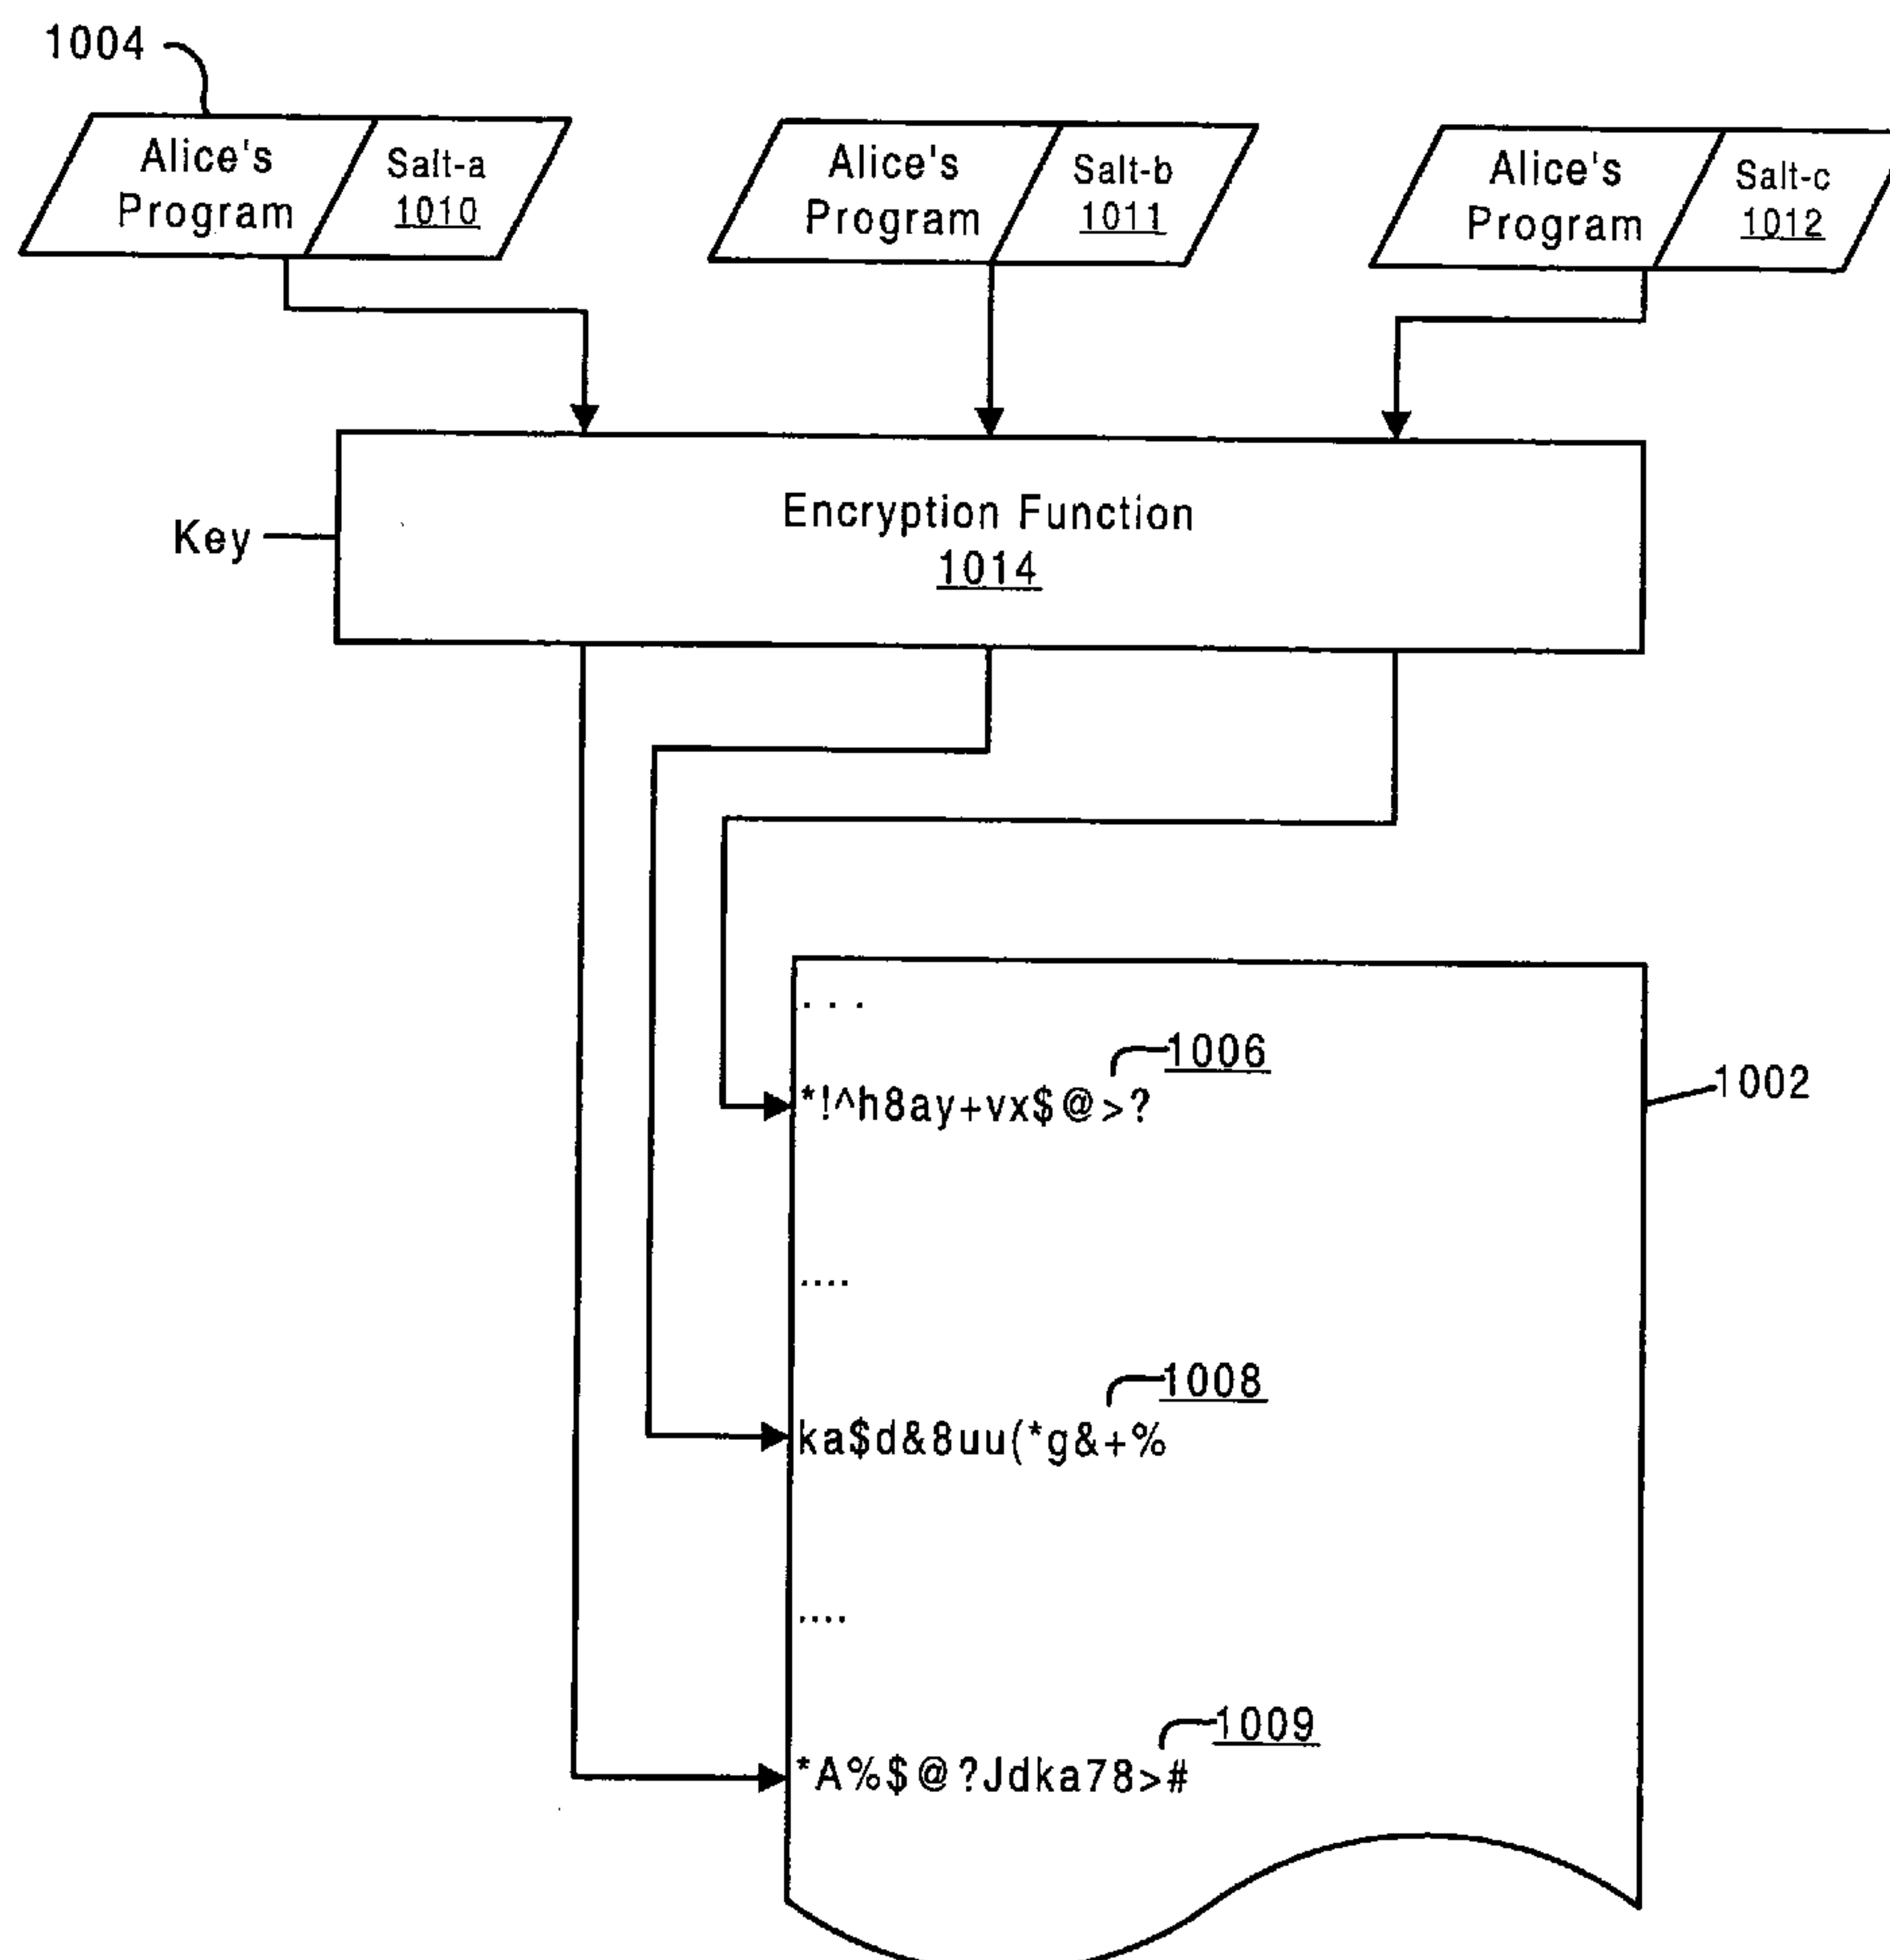 1004
Alice's
Program
Salt-a
1010
Alice's
Program
Salt-b
1011
Alice's
Program
Salt-c
1012
Key
Encryption Function
1014
. . .
1006
*!^h8ay+vx$@>?
1002
....
1008
ka$d&8uu(*g&+%
....
1009
*A%$@?Jdka78>#